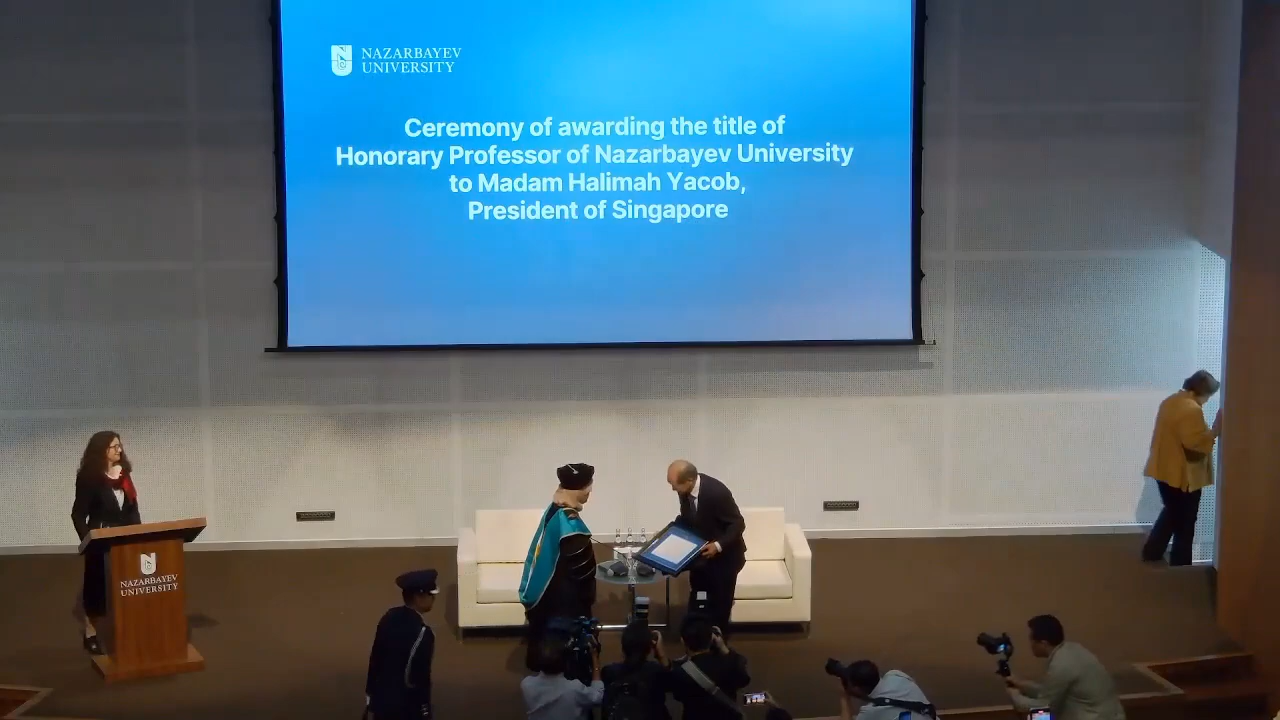 NAZARBAYEV
UNIVERSITY
Ceremony of awarding the title of
Honorary Professor of Nazarbayev University
to Madam Halimah Yacob,
President of Singapore
NAZARBAYEV
UNIVERSITY